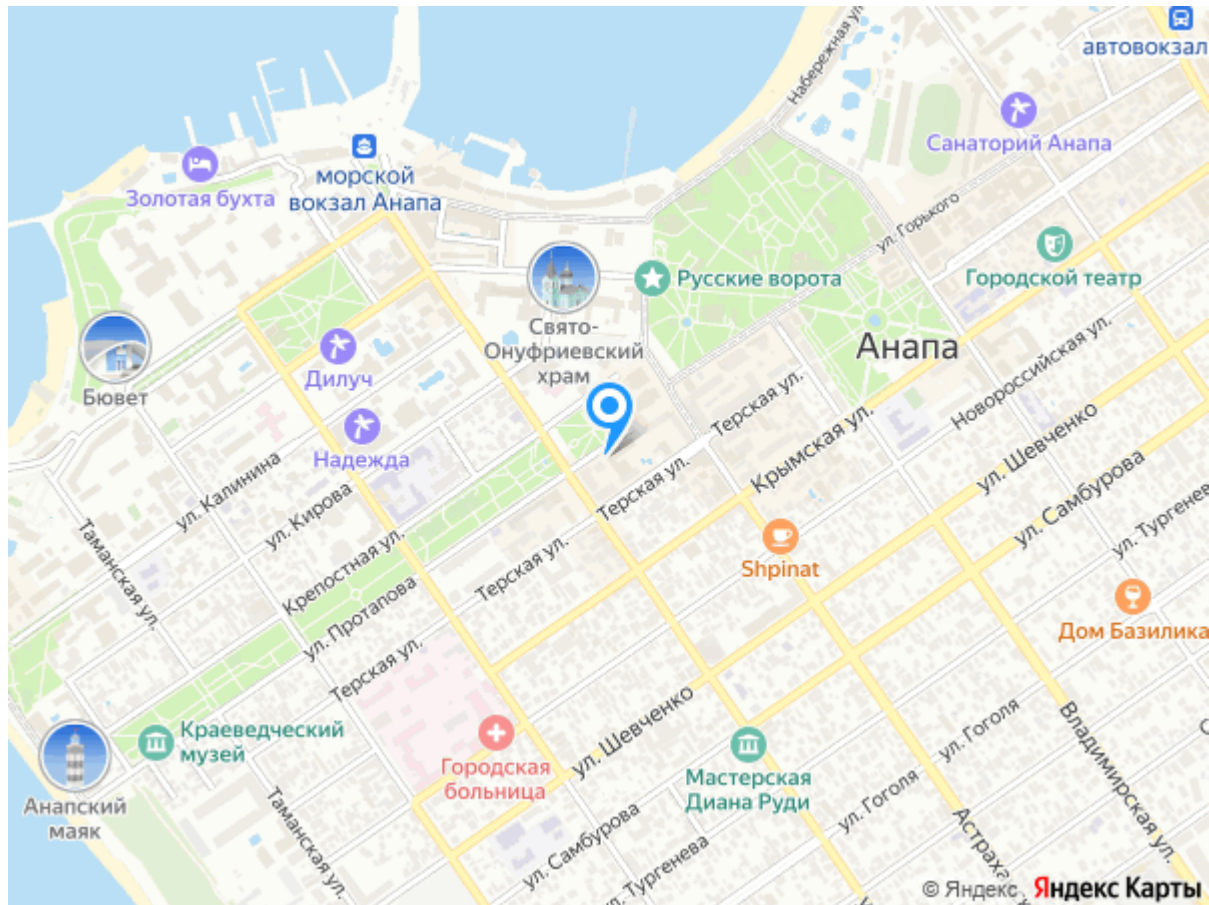 автовокзал
Набережная ул.
Санаторий Анапа
Золотая бухта
морской
вокзал Анапа
ул. Горького
Городской театр
Русские ворота
Свято-
Онуфриевский
храм
Анапа
Новороссийская ул.
Бювет
Дилуч
Надежда
Терская ул.
Крымская ул.
ул. Шевченко
ул. Самбурова
ул. Калинина
ул. Кирова
Терская ул.
ул. Тургенева
Таманская ул.
Крепостная ул.
Терская ул.
Shpinat
ул. Протапова
Дом Базилика
Терская ул.
Краеведческий
музей
Городская
больница
ул. Шевченко
Мастерская
Диана Руди
ул. Гоголя
Владимирская ул.
Анапский
маяк
Таманская ул.
ул. Самбурова
ул. Гоголя
Астраха
ул. Тургенева
© Яндекс Яндекс Карты